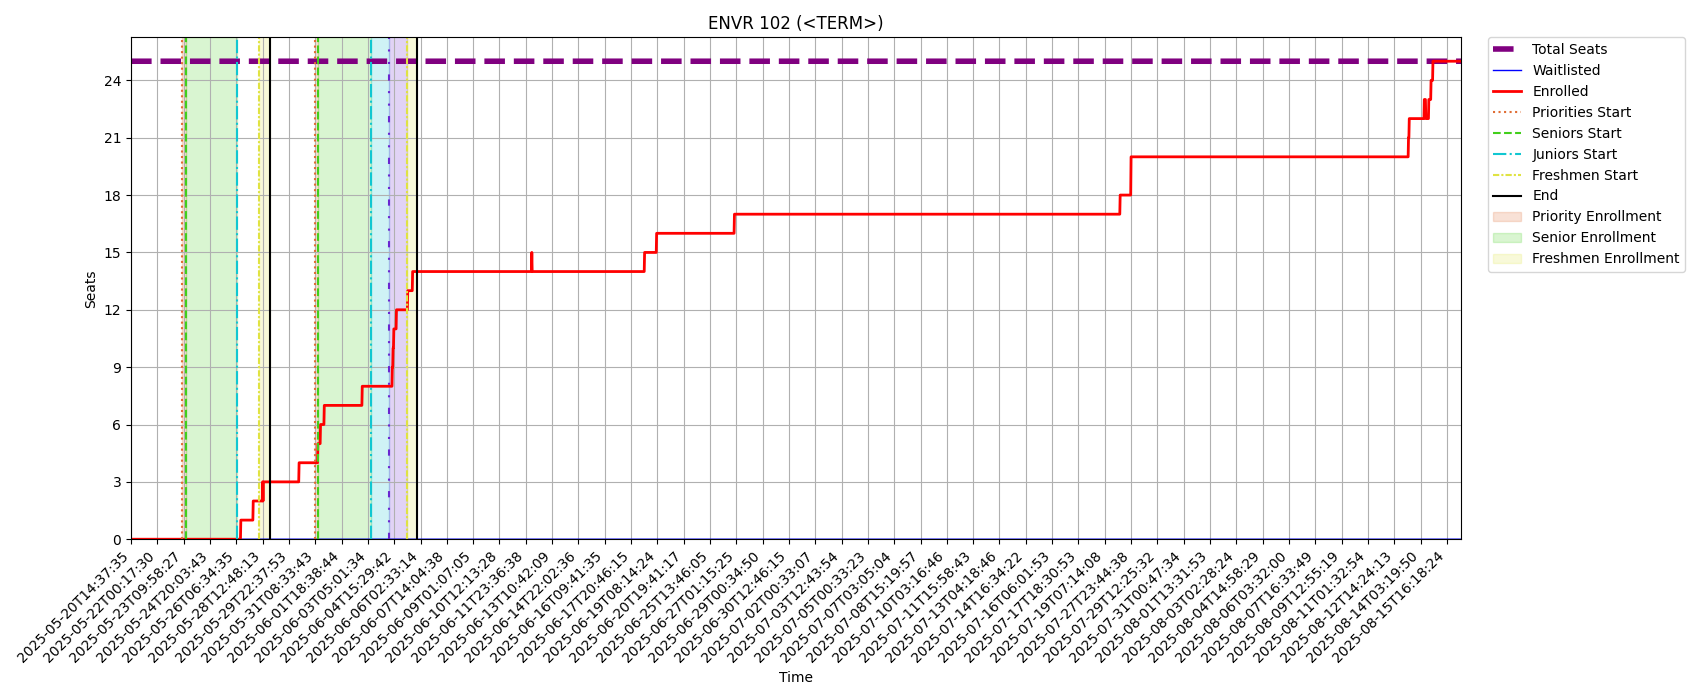 ENVR 102 (<TERM>)
Seats
24
21
18
15
12
9
6
3
0
2025-05-20T14:37:35
2025-05-22T00:17:30
2025-05-23T09:58:27
2025-05-24T20:03:43
2025-05-26T06:34:35
2025-05-28T12:48:13
2025-05-29T22:37:53
2025-05-31T08:33:43
2025-06-01T18:38:44
2025-06-03T05:01:34
2025-06-04T15:29:42
2025-06-06T02:33:14
2025-06-07T14:04:38
2025-06-09T01:07:05
2025-06-10T12:13:28
2025-06-11T23:36:38
2025-06-13T10:42:09
2025-06-14T22:02:36
2025-06-16T09:41:35
2025-06-17T20:46:15
2025-06-19T08:14:24
2025-06-20T19:41:17
2025-06-25T13:46:05
2025-06-27T01:15:25
2025-06-29T00:34:50
2025-06-30T12:46:15
2025-07-02T00:33:07
2025-07-03T12:43:54
2025-07-05T00:33:23
2025-07-07T03:05:04
2025-07-08T15:19:57
2025-07-10T03:16:46
2025-07-11T15:58:43
2025-07-13T04:18:46
2025-07-14T16:34:22
2025-07-16T06:01:53
2025-07-17T18:30:53
2025-07-19T07:14:08
2025-07-27T23:44:38
2025-07-29T12:25:32
2025-07-31T00:47:34
2025-08-01T13:31:53
2025-08-03T02:28:24
2025-08-04T14:58:29
2025-08-06T03:32:00
2025-08-07T16:33:49
2025-08-09T12:55:19
2025-08-11T01:32:54
2025-08-12T14:24:13
2025-08-14T03:19:50
2025-08-15T16:18:24
Time
Total Seats
Waitlisted
Enrolled
Priorities Start
Seniors Start
Juniors Start
Freshmen Start
End
Priority Enrollment
Senior Enrollment
Freshmen Enrollment